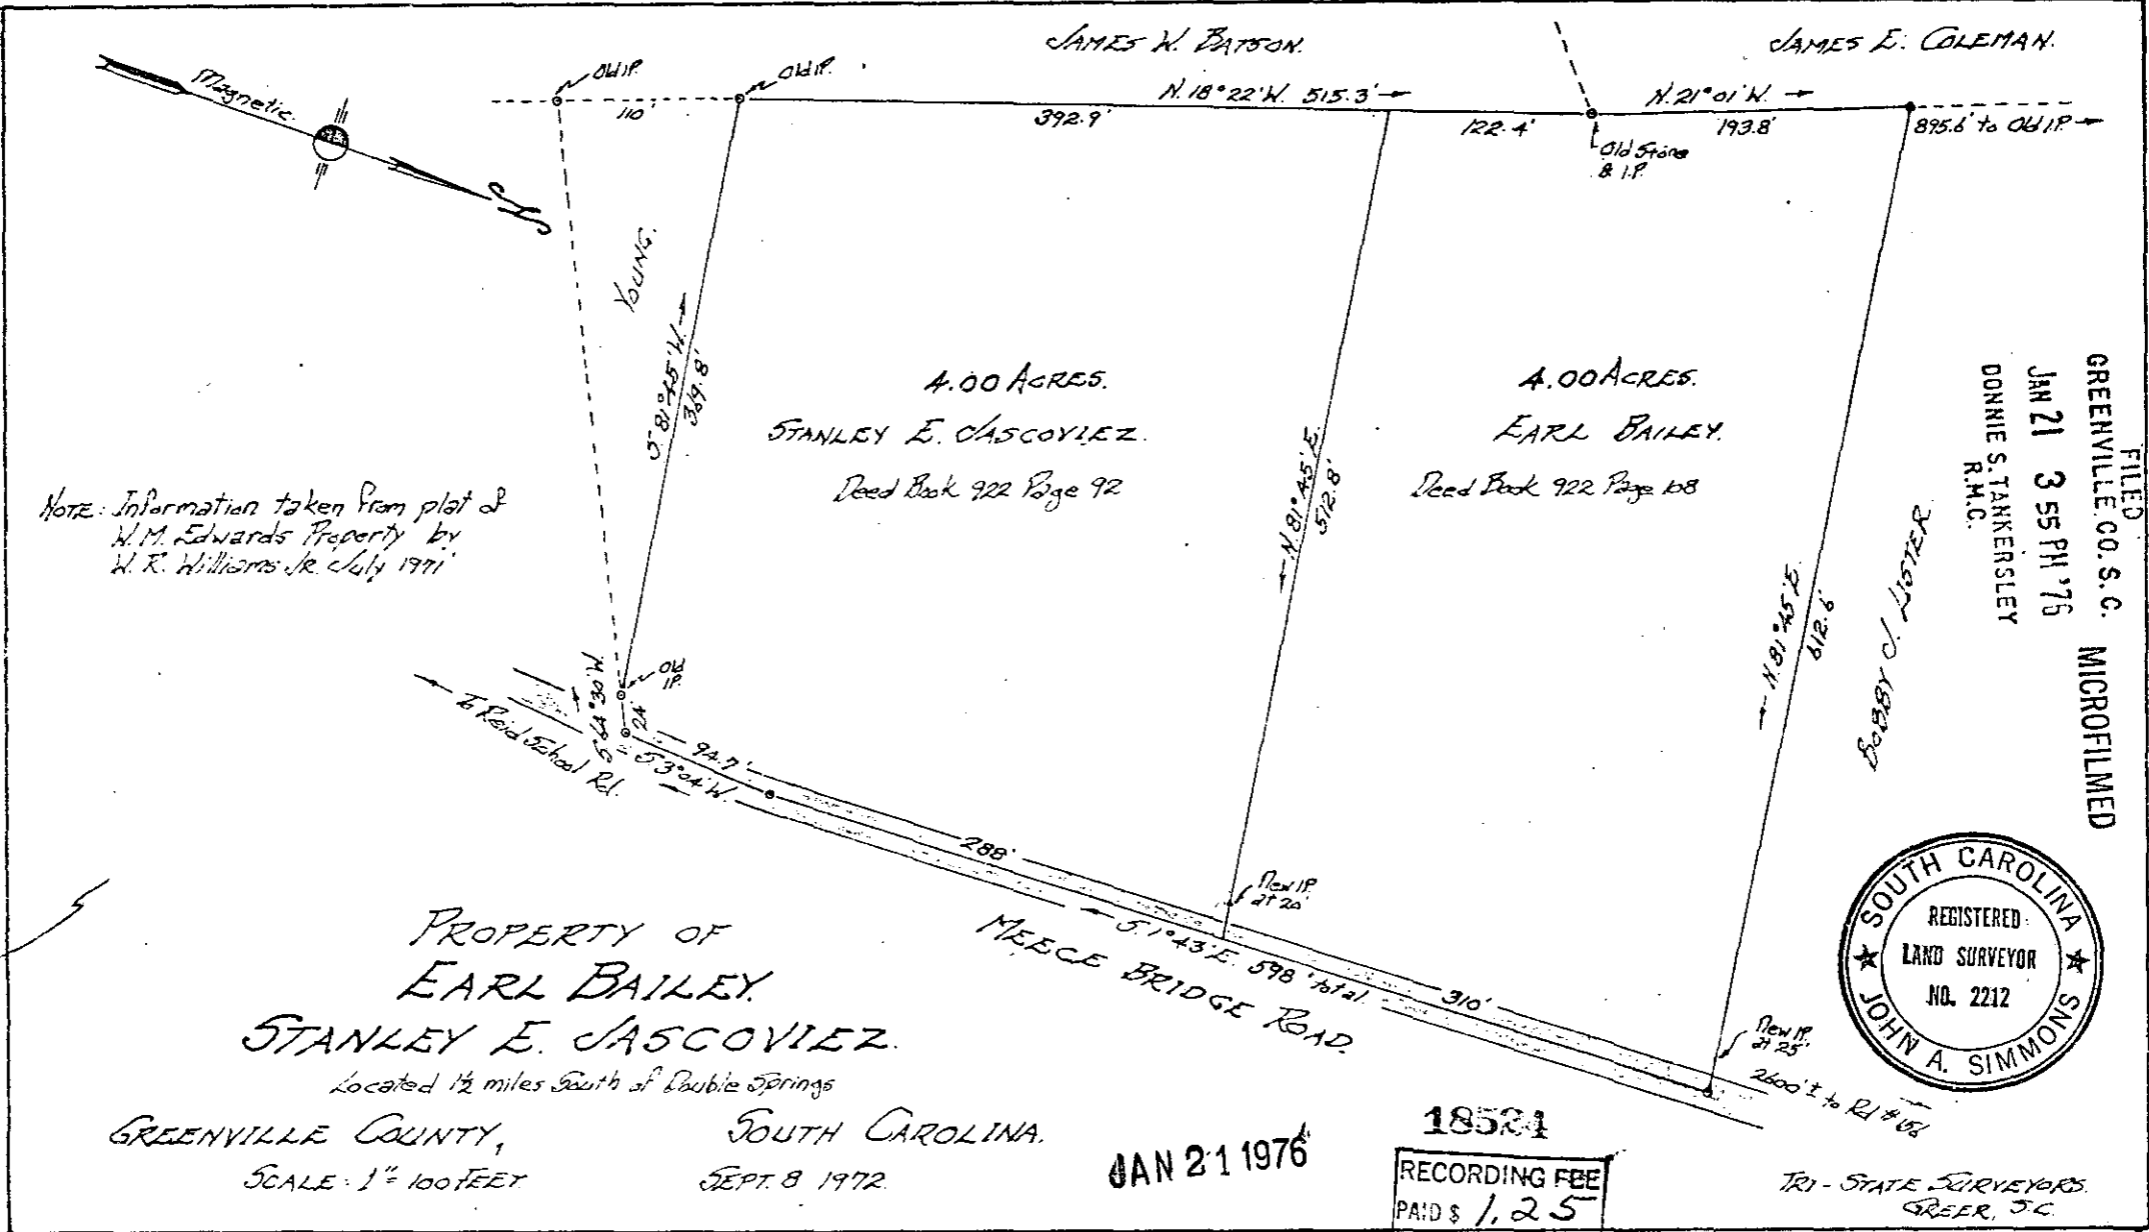 JAMES W. BATSON.
JAMES E. COLEMAN.
Magnetic.
Old I.P.
Old I.P.
110'
N. 18°22' W. 515.3'
392.9'
122.4'
N. 21°01' W.
193.8'
895.6' to Old I.P.
Old Stone
& I.P.
YOUNG.
S. 81°45' W.
369.8'
4.00 ACRES.
STANLEY E. JASCOVIEZ.
Deed Book 922 Page 92
N. 81°45' E.
512.8'
4.00 ACRES.
EARL BAILEY.
Deed Book 922 Page 108
N. 81°45' E.
612.6'
BOBBY J. LISTER
FILED
GREENVILLE CO. S. C.
JAN 21 3 55 PM '76
DONNIE S. TANKERSLEY
R.M.C.
MICROFILMED
NOTE: Information taken from plat of
W. M. Edwards Property by
W. R. Williams Jr. July 1971
Old
I.P.
S. 64°30' W.
24'
To Reid School Rd.
94.7'
S. 3°04' W.
288'
New I.P.
at 20'
S. 1°43' E. 598' total
MEECE BRIDGE ROAD.
310'
New I.P.
at 25'
2600' ± to Rd #156
SOUTH CAROLINA
REGISTERED
LAND SURVEYOR
NO. 2212
JOHN A. SIMMONS
PROPERTY OF
EARL BAILEY.
STANLEY E. JASCOVIEZ.
Located 1½ miles South of Double Springs
GREENVILLE COUNTY, SOUTH CAROLINA.
SCALE: 1" = 100 FEET SEPT. 8 1972
JAN 21 1976
18524
RECORDING FEE
PAID $ 1.25
TRI-STATE SURVEYORS.
GREER, S.C.